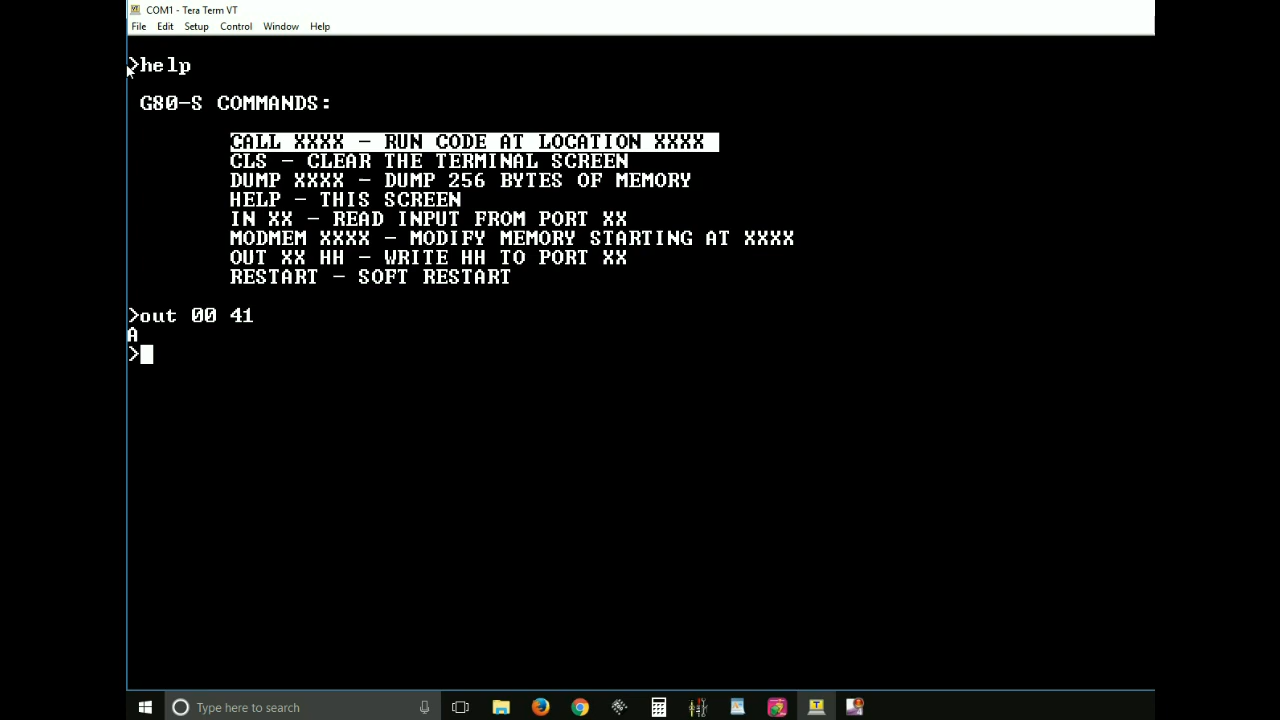 COM1 - Tera Term VT
File Edit Setup Control Window Help
>help
G80-S COMMANDS:
CALL XXXX - RUN CODE AT LOCATION XXXX
CLS - CLEAR THE TERMINAL SCREEN
DUMP XXXX - DUMP 256 BYTES OF MEMORY
HELP - THIS SCREEN
IN XX - READ INPUT FROM PORT XX
MODMEM XXXX - MODIFY MEMORY STARTING AT XXXX
OUT XX HH - WRITE HH TO PORT XX
RESTART - SOFT RESTART
>out 00 41
A
>
Type here to search